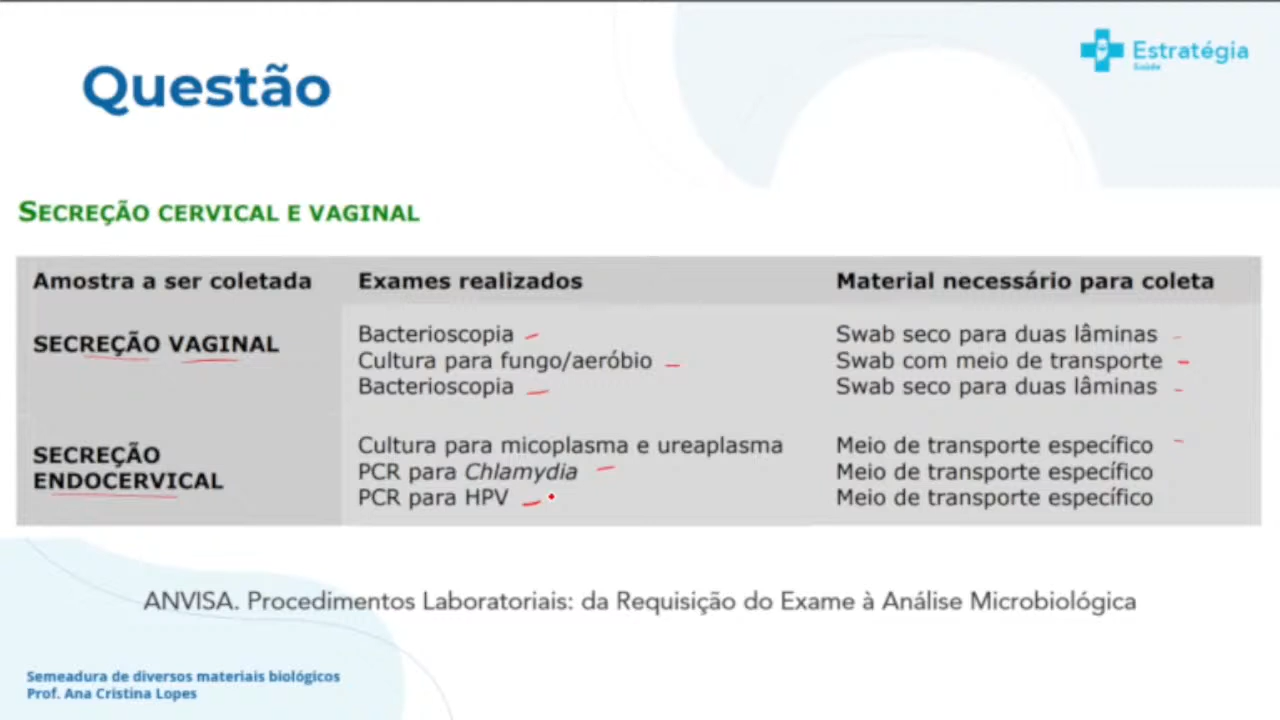 Questão
Estratégia
Saúde
SECREÇÃO CERVICAL E VAGINAL
Amostra a ser coletada Exames realizados Material necessário para coleta
SECREÇÃO VAGINAL
Bacterioscopia Swab seco para duas lâminas
Cultura para fungo/aeróbio Swab com meio de transporte
Bacterioscopia Swab seco para duas lâminas
SECREÇÃO
ENDOCERVICAL
Cultura para micoplasma e ureaplasma Meio de transporte específico
PCR para Chlamydia Meio de transporte específico
PCR para HPV Meio de transporte específico
ANVISA. Procedimentos Laboratoriais: da Requisição do Exame à Análise Microbiológica
Semeadura de diversos materiais biológicos
Prof. Ana Cristina Lopes